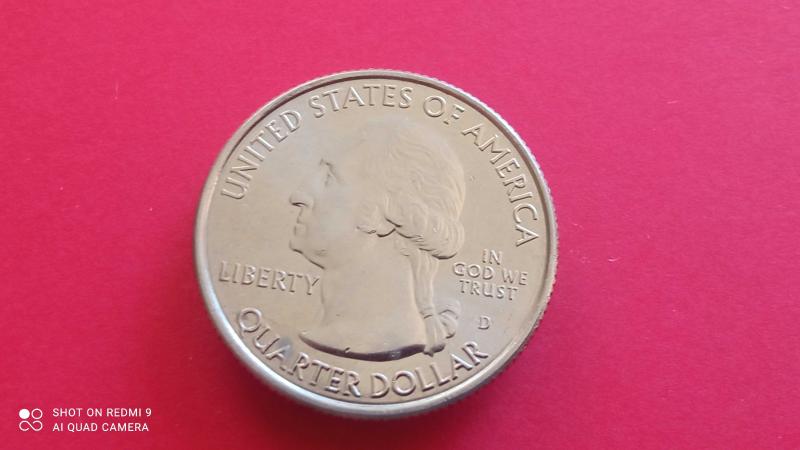 UNITED STATES OF AMERICA
LIBERTY
IN
GOD WE
TRUST
D
QUARTER DOLLAR
SHOT ON REDMI 9
AI QUAD CAMERA